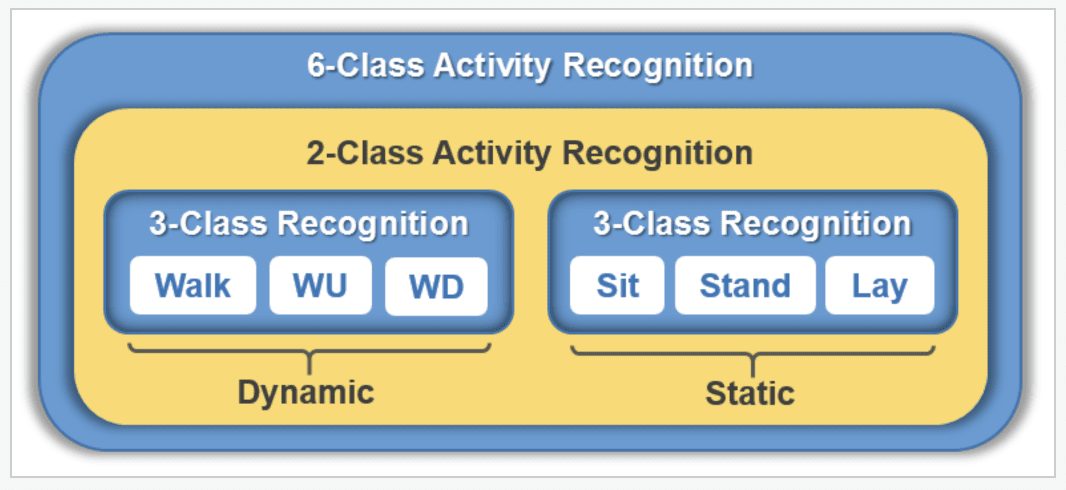 6-Class Activity Recognition
2-Class Activity Recognition
3-Class Recognition
Walk WU WD
Dynamic
3-Class Recognition
Sit Stand Lay
Static